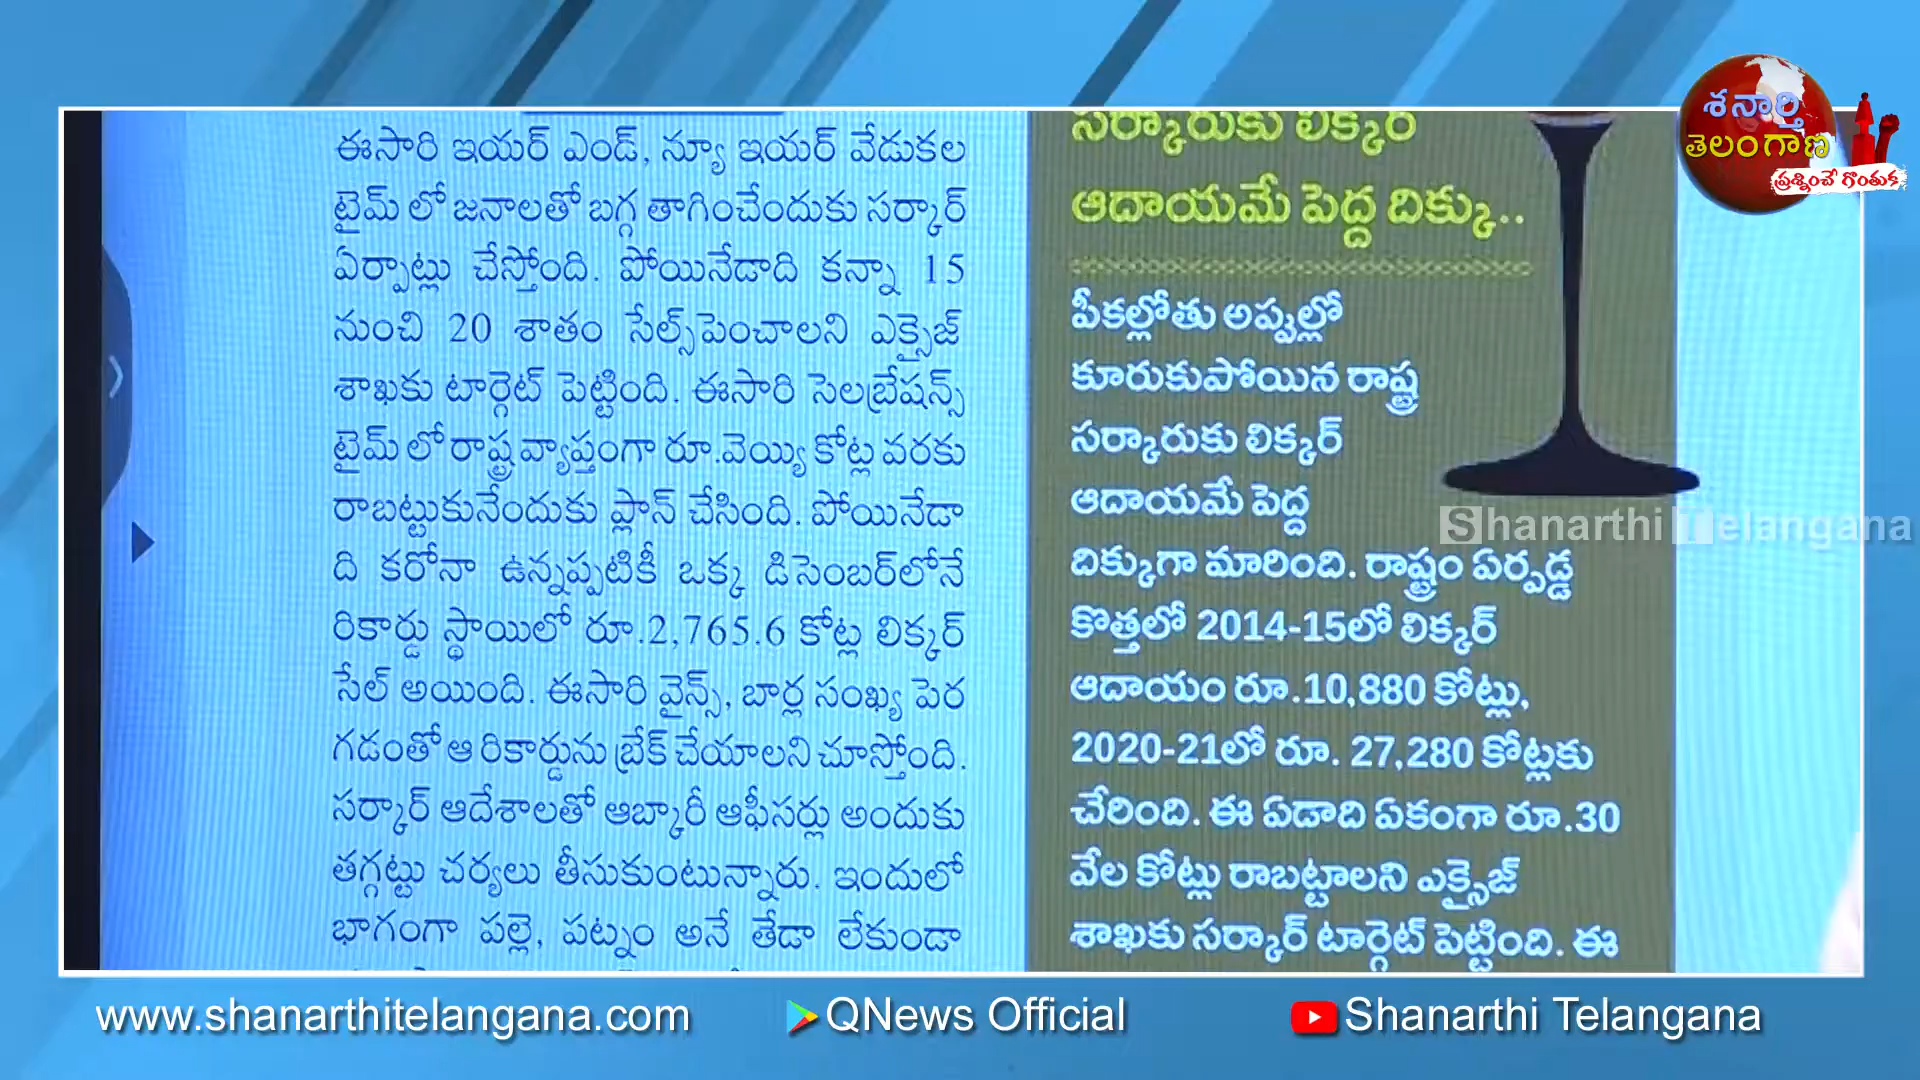 ఈసారి ఇయర్ ఎండ్, న్యూ ఇయర్ వేడుకల
టైమ్ లో జనాలతో బగ్గ తాగించేందుకు సర్కార్
ఏర్పాట్లు చేస్తోంది. పోయినేడాది కన్నా 15
నుంచి 20 శాతం సేల్స్‌పెంచాలని ఎక్సైజ్
శాఖకు టార్గెట్ పెట్టింది. ఈసారి సెలబ్రేషన్స్
టైమ్ లో రాష్ట్రవ్యాప్తంగా రూ.వెయ్యి కోట్ల వరకు
రాబట్టుకునేందుకు ప్లాన్ చేసింది. పోయినేడా
ది కరోనా ఉన్నప్పటికీ ఒక్క డిసెంబర్‌లోనే
రికార్డు స్థాయిలో రూ.2,765.6 కోట్ల లిక్కర్
సేల్ అయింది. ఈసారి వైన్స్, బార్ల సంఖ్య పెర
గడంతో ఆ రికార్డును బ్రేక్ చేయాలని చూస్తోంది.
సర్కార్ ఆదేశాలతో ఆబ్కారీ ఆఫీసర్లు అందుకు
తగ్గట్టు చర్యలు తీసుకుంటున్నారు. ఇందులో
భాగంగా పల్లె, పట్నం అనే తేడా లేకుండా
సర్కారుకు లిక్కర్
ఆదాయమే పెద్ద దిక్కు..
పీకల్లోతు అప్పుల్లో
కూరుకుపోయిన రాష్ట్ర
సర్కారుకు లిక్కర్
ఆదాయమే పెద్ద
దిక్కుగా మారింది. రాష్ట్రం ఏర్పడ్డ
కొత్తలో 2014-15లో లిక్కర్
ఆదాయం రూ.10,880 కోట్లు,
2020-21లో రూ. 27,280 కోట్లకు
చేరింది. ఈ ఏడాది ఏకంగా రూ.30
వేల కోట్లు రాబట్టాలని ఎక్సైజ్
శాఖకు సర్కార్ టార్గెట్ పెట్టింది. ఈ
శనార్తి
తెలంగాణ
ప్రశ్నించే గొంతుక
Shanarthi Telangana
www.shanarthitelangana.com
QNews Official
Shanarthi Telangana